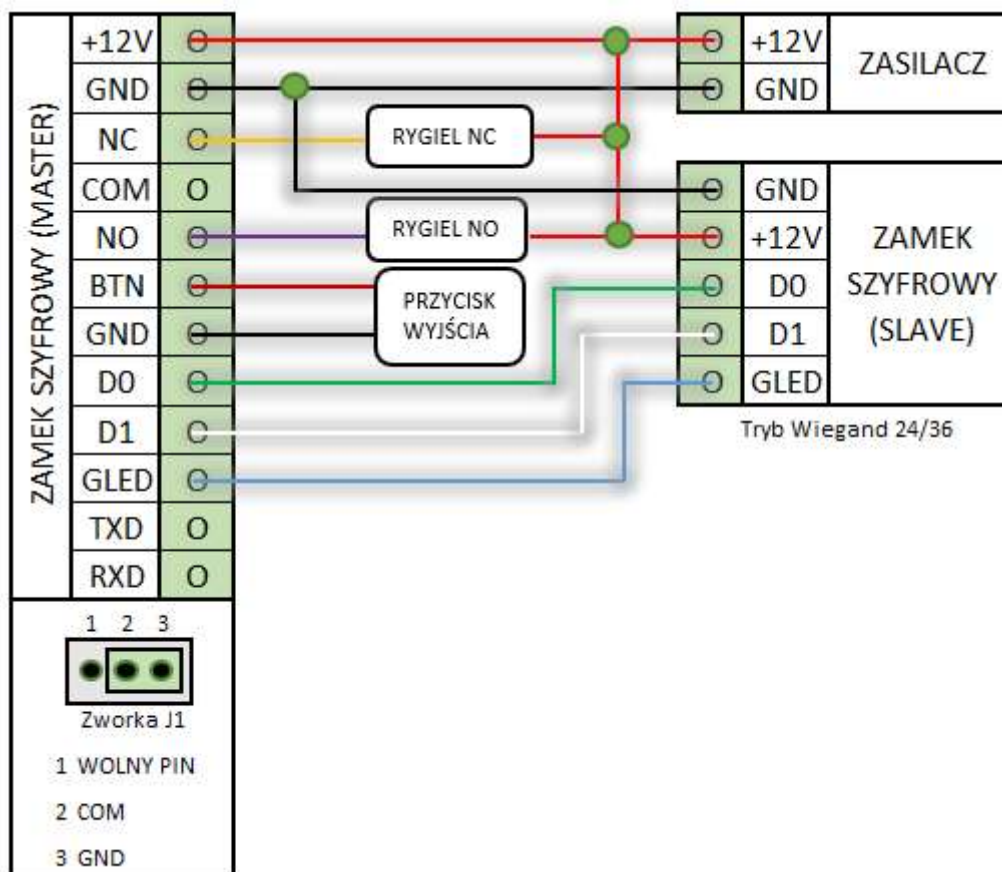 ZAMEK SZYFROWY (MASTER)
+12V
GND
NC
COM
NO
BTN
GND
D0
D1
GLED
TXD
RXD
RYGIEL NC
RYGIEL NO
PRZYCISK
WYJŚCIA
+12V
GND
ZASILACZ
GND
+12V
D0
D1
GLED
ZAMEK
SZYFROWY
(SLAVE)
Tryb Wiegand 24/36
1 2 3
Zworka J1
1 WOLNY PIN
2 COM
3 GND